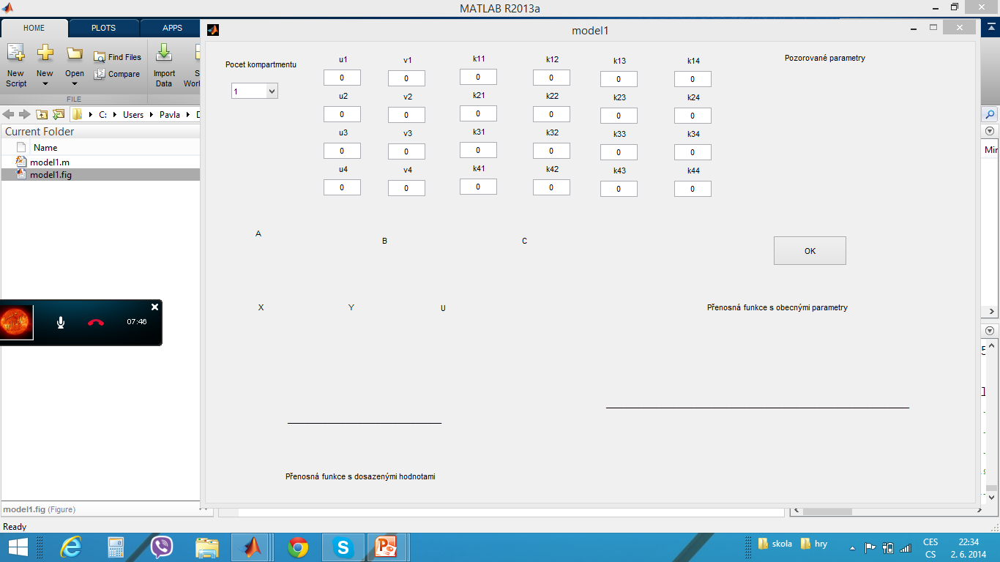 MATLAB R2013a
HOME PLOTS APPS
model1
New Script
New
Open
Find Files
Compare
Import Data
FILE
C: Users Pavla
Current Folder
Name
model1.m
model1.fig
Pocet kompartmentu
1
u1 v1 k11 k12 k13 k14
0 0 0 0 0 0
u2 v2 k21 k22 k23 k24
0 0 0 0 0 0
u3 v3 k31 k32 k33 k34
0 0 0 0 0 0
u4 v4 k41 k42 k43 k44
0 0 0 0 0 0
Pozorované parametry
A B C
OK
X Y U
Přenosná funkce s obecnými parametry
07:46
Přenosná funkce s dosazenými hodnotami
model1.fig (Figure)
Ready
skola hry
CES
CS
22:34
2. 6. 2014